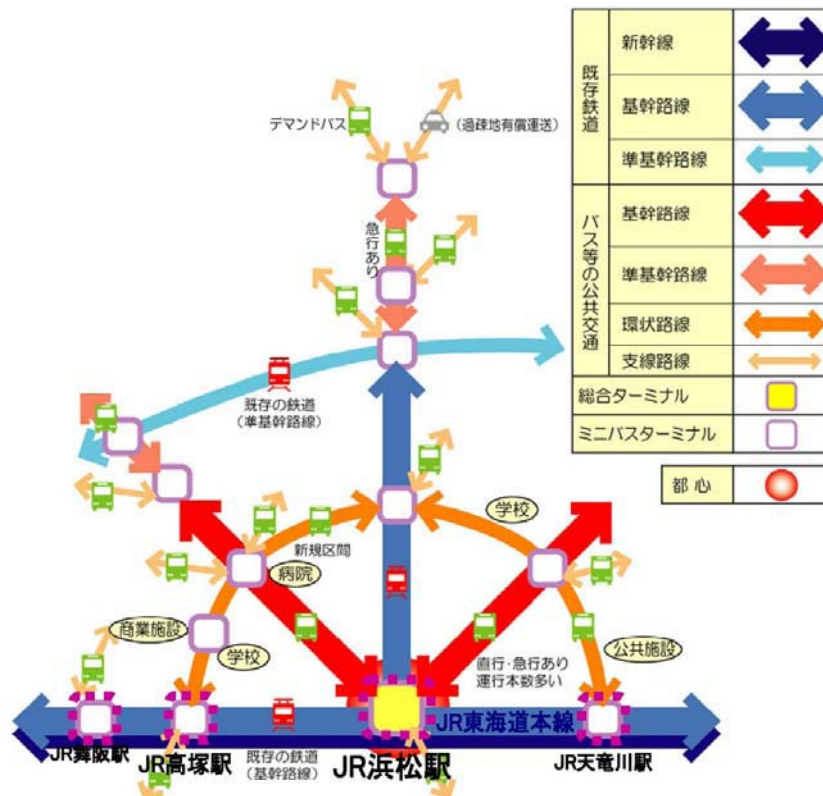 デマンドバス
(過疎地有償運送)
急行あり
既存の鉄道
(準基幹路線)
学校
新規区間
病院
商業施設
学校
直行・急行あり
運行本数多い
公共施設
JR東海道本線
JR舞阪駅
JR高塚駅
既存の鉄道
(基幹路線)
JR浜松駅
JR天竜川駅
既存鉄道
新幹線
基幹路線
準基幹路線
バス等の公共交通
基幹路線
準基幹路線
環状路線
支線路線
総合ターミナル
ミニバスターミナル
都心